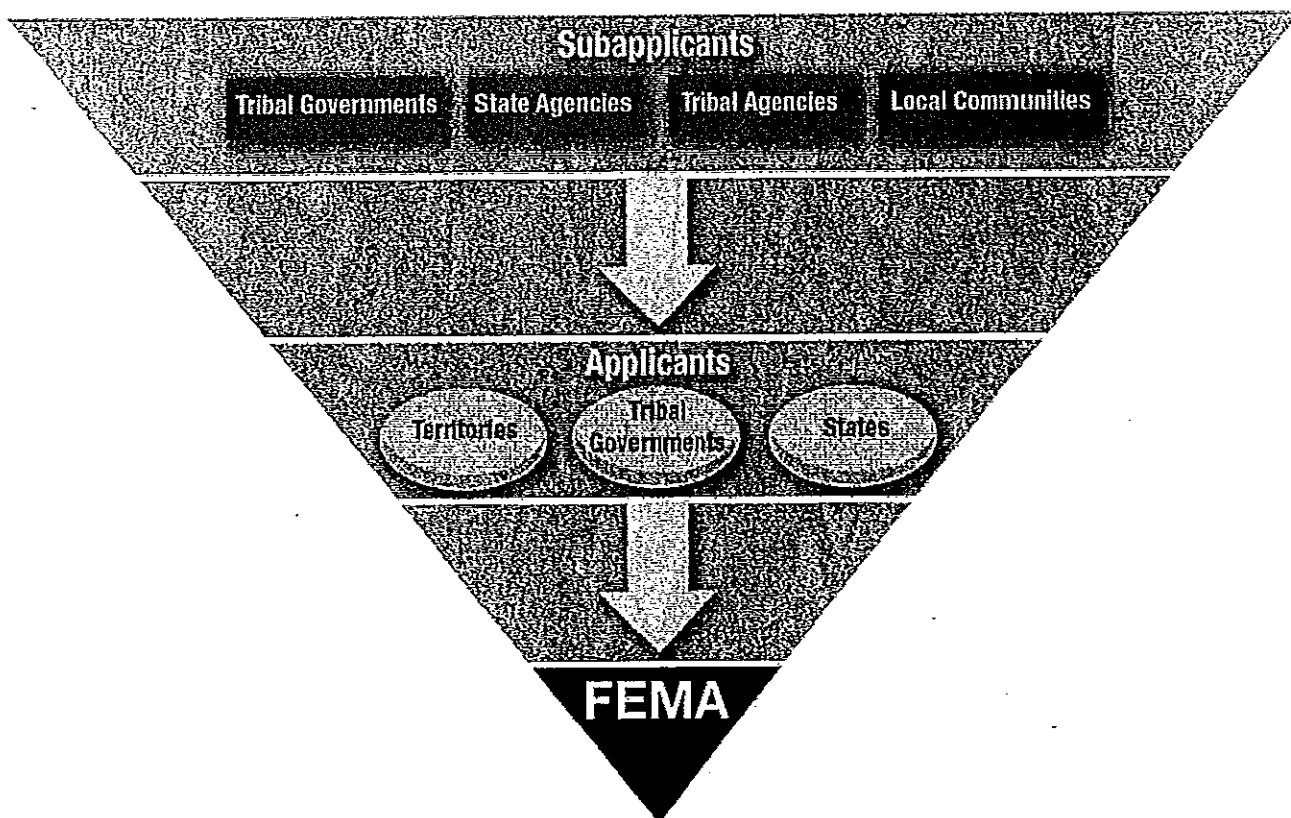 Subapplicants
Tribal Governments
State Agencies
Tribal Agencies
Local Communities
Applicants
Territories
Tribal
Governments
States
FEMA